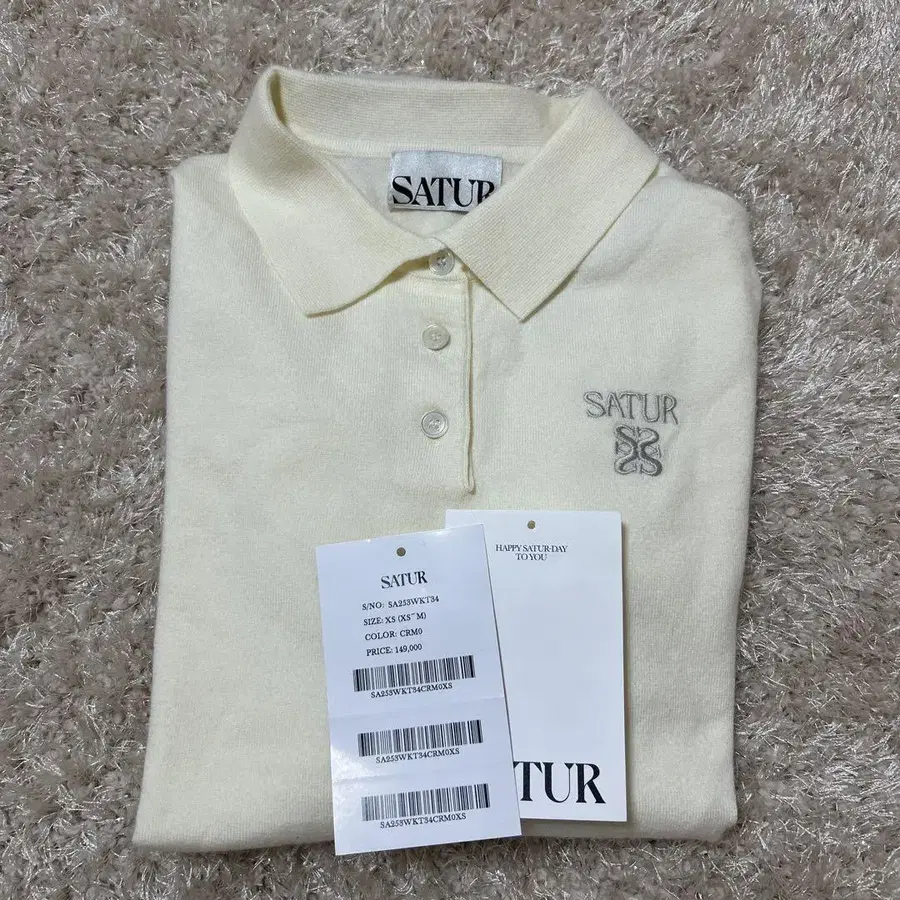 SATUR
SATUR
SATUR
S/NO: SA253WKT34
SIZE: XS (XS~M)
COLOR: CRM0
PRICE: 149,000
SA253WKT34CRM0XS
SA253WKT34CRM0XS
SA253WKT34CRM0XS
HAPPY SATUR-DAY
TO YOU
TUR